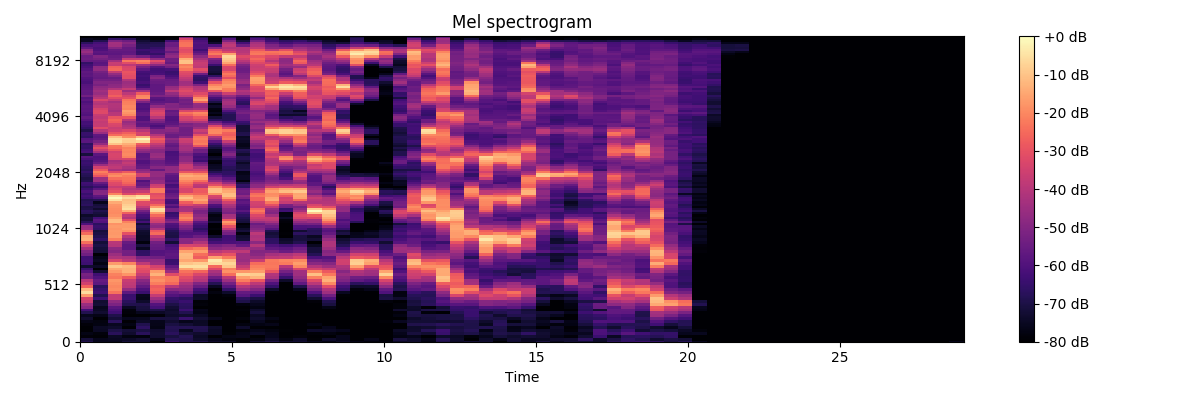 Mel spectrogram
Hz
8192
4096
2048
1024
512
0
0 5 10 15 20 25
Time
+0 dB
-10 dB
-20 dB
-30 dB
-40 dB
-50 dB
-60 dB
-70 dB
-80 dB